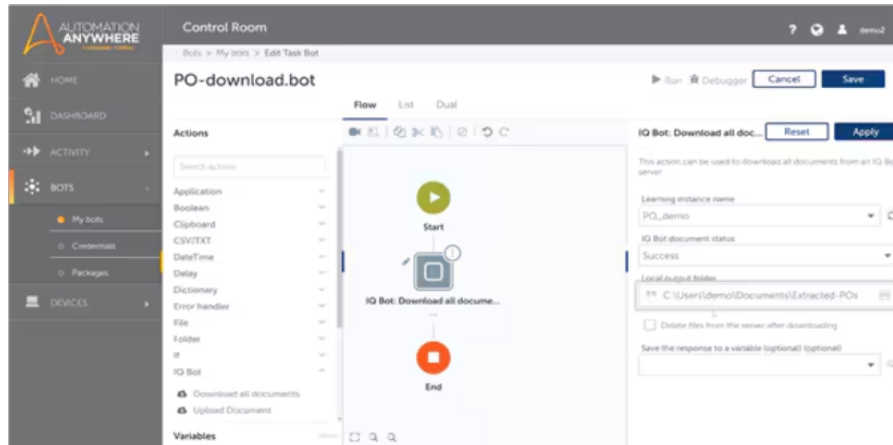 AUTOMATION
ANYWHERE
Control Room
demo2
Bots > My bots > Edit Task Bot
HOME
DASHBOARD
ACTIVITY
BOTS
My bots
Credentials
Packages
DEVICES
PO-download.bot
Run
Debugger
Cancel
Save
Flow
List
Dual
Actions
Search actions
Application
Boolean
Clipboard
CSV/TXT
DateTime
Delay
Dictionary
Error handler
File
Folder
If
IQ Bot
Download all documents
Upload Document
Variables
Start
IQ Bot: Download all docume...
End
IQ Bot: Download all doc...
Reset
Apply
This action can be used to download all documents from an IQ Bo
server
Learning instance name
PO_demo
IQ Bot document status
Success
Local output folder
C:\Users\demo\Documents\Extracted-POs
Delete files from the server after downloading
Save the response to a variable (optional) (optional)